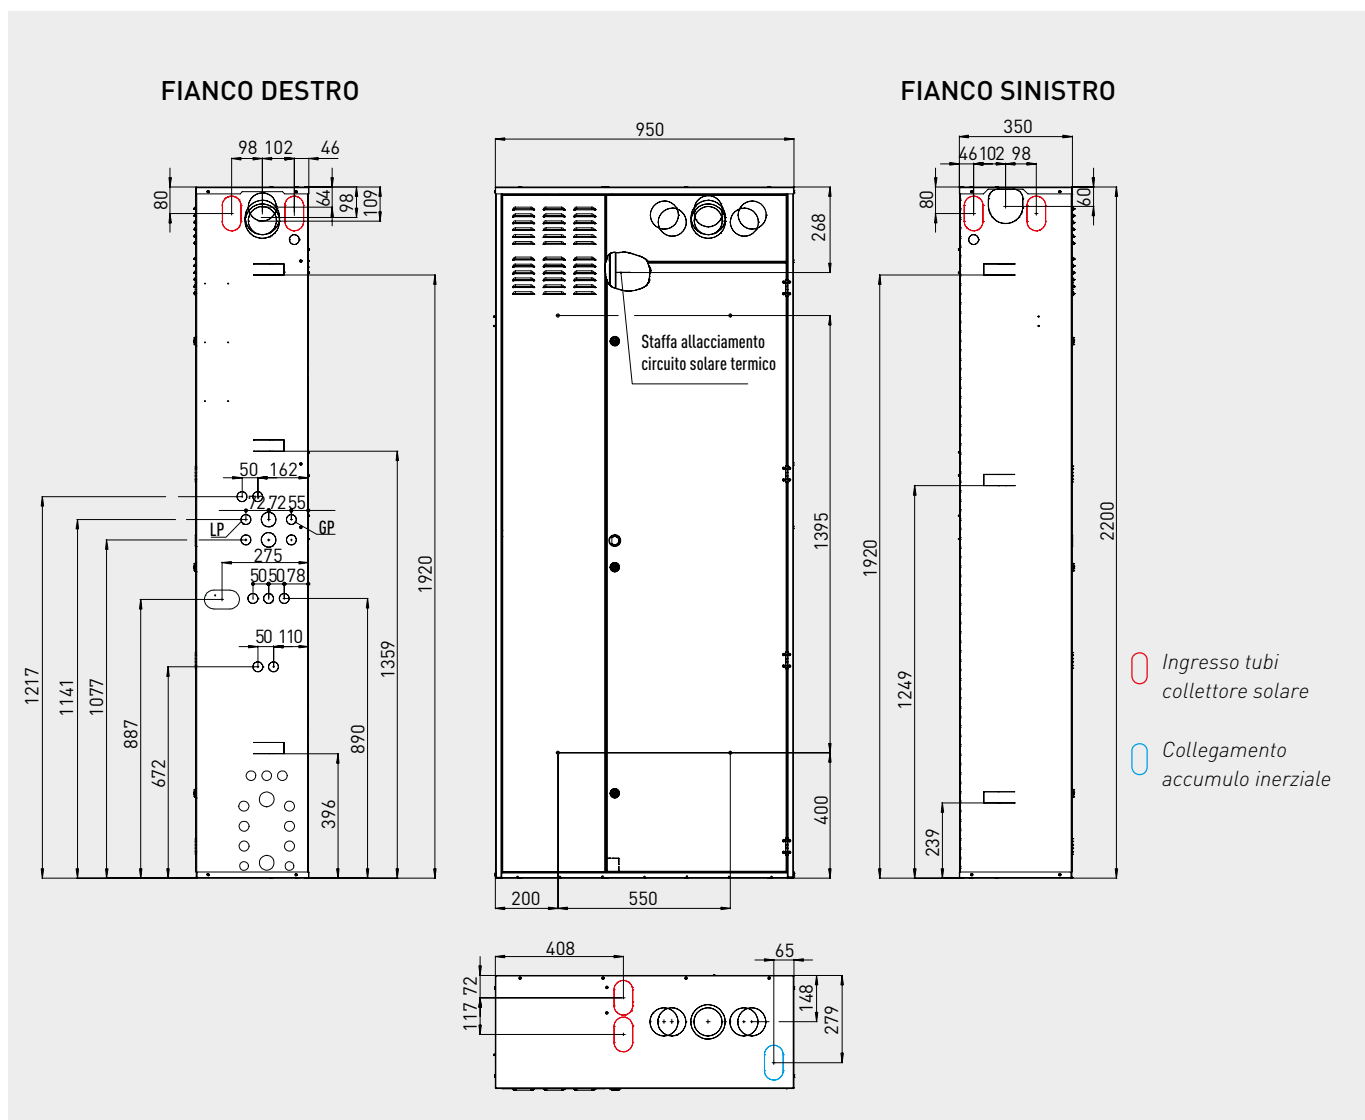 FIANCO DESTRO
FIANCO SINISTRO
98 102 46
80
64
98
109
50 162
72 72 55
LP
GP
275
50 50 78
50 110
1217
1141
1077
887
672
396
890
1359
1920
950
268
Staffa allacciamento
circuito solare termico
1395
400
200 550
350
46 102 98
80
60
1920
1249
239
2200
Ingresso tubi
collettore solare
Collegamento
accumulo inerziale
408
65
72
117
148
279